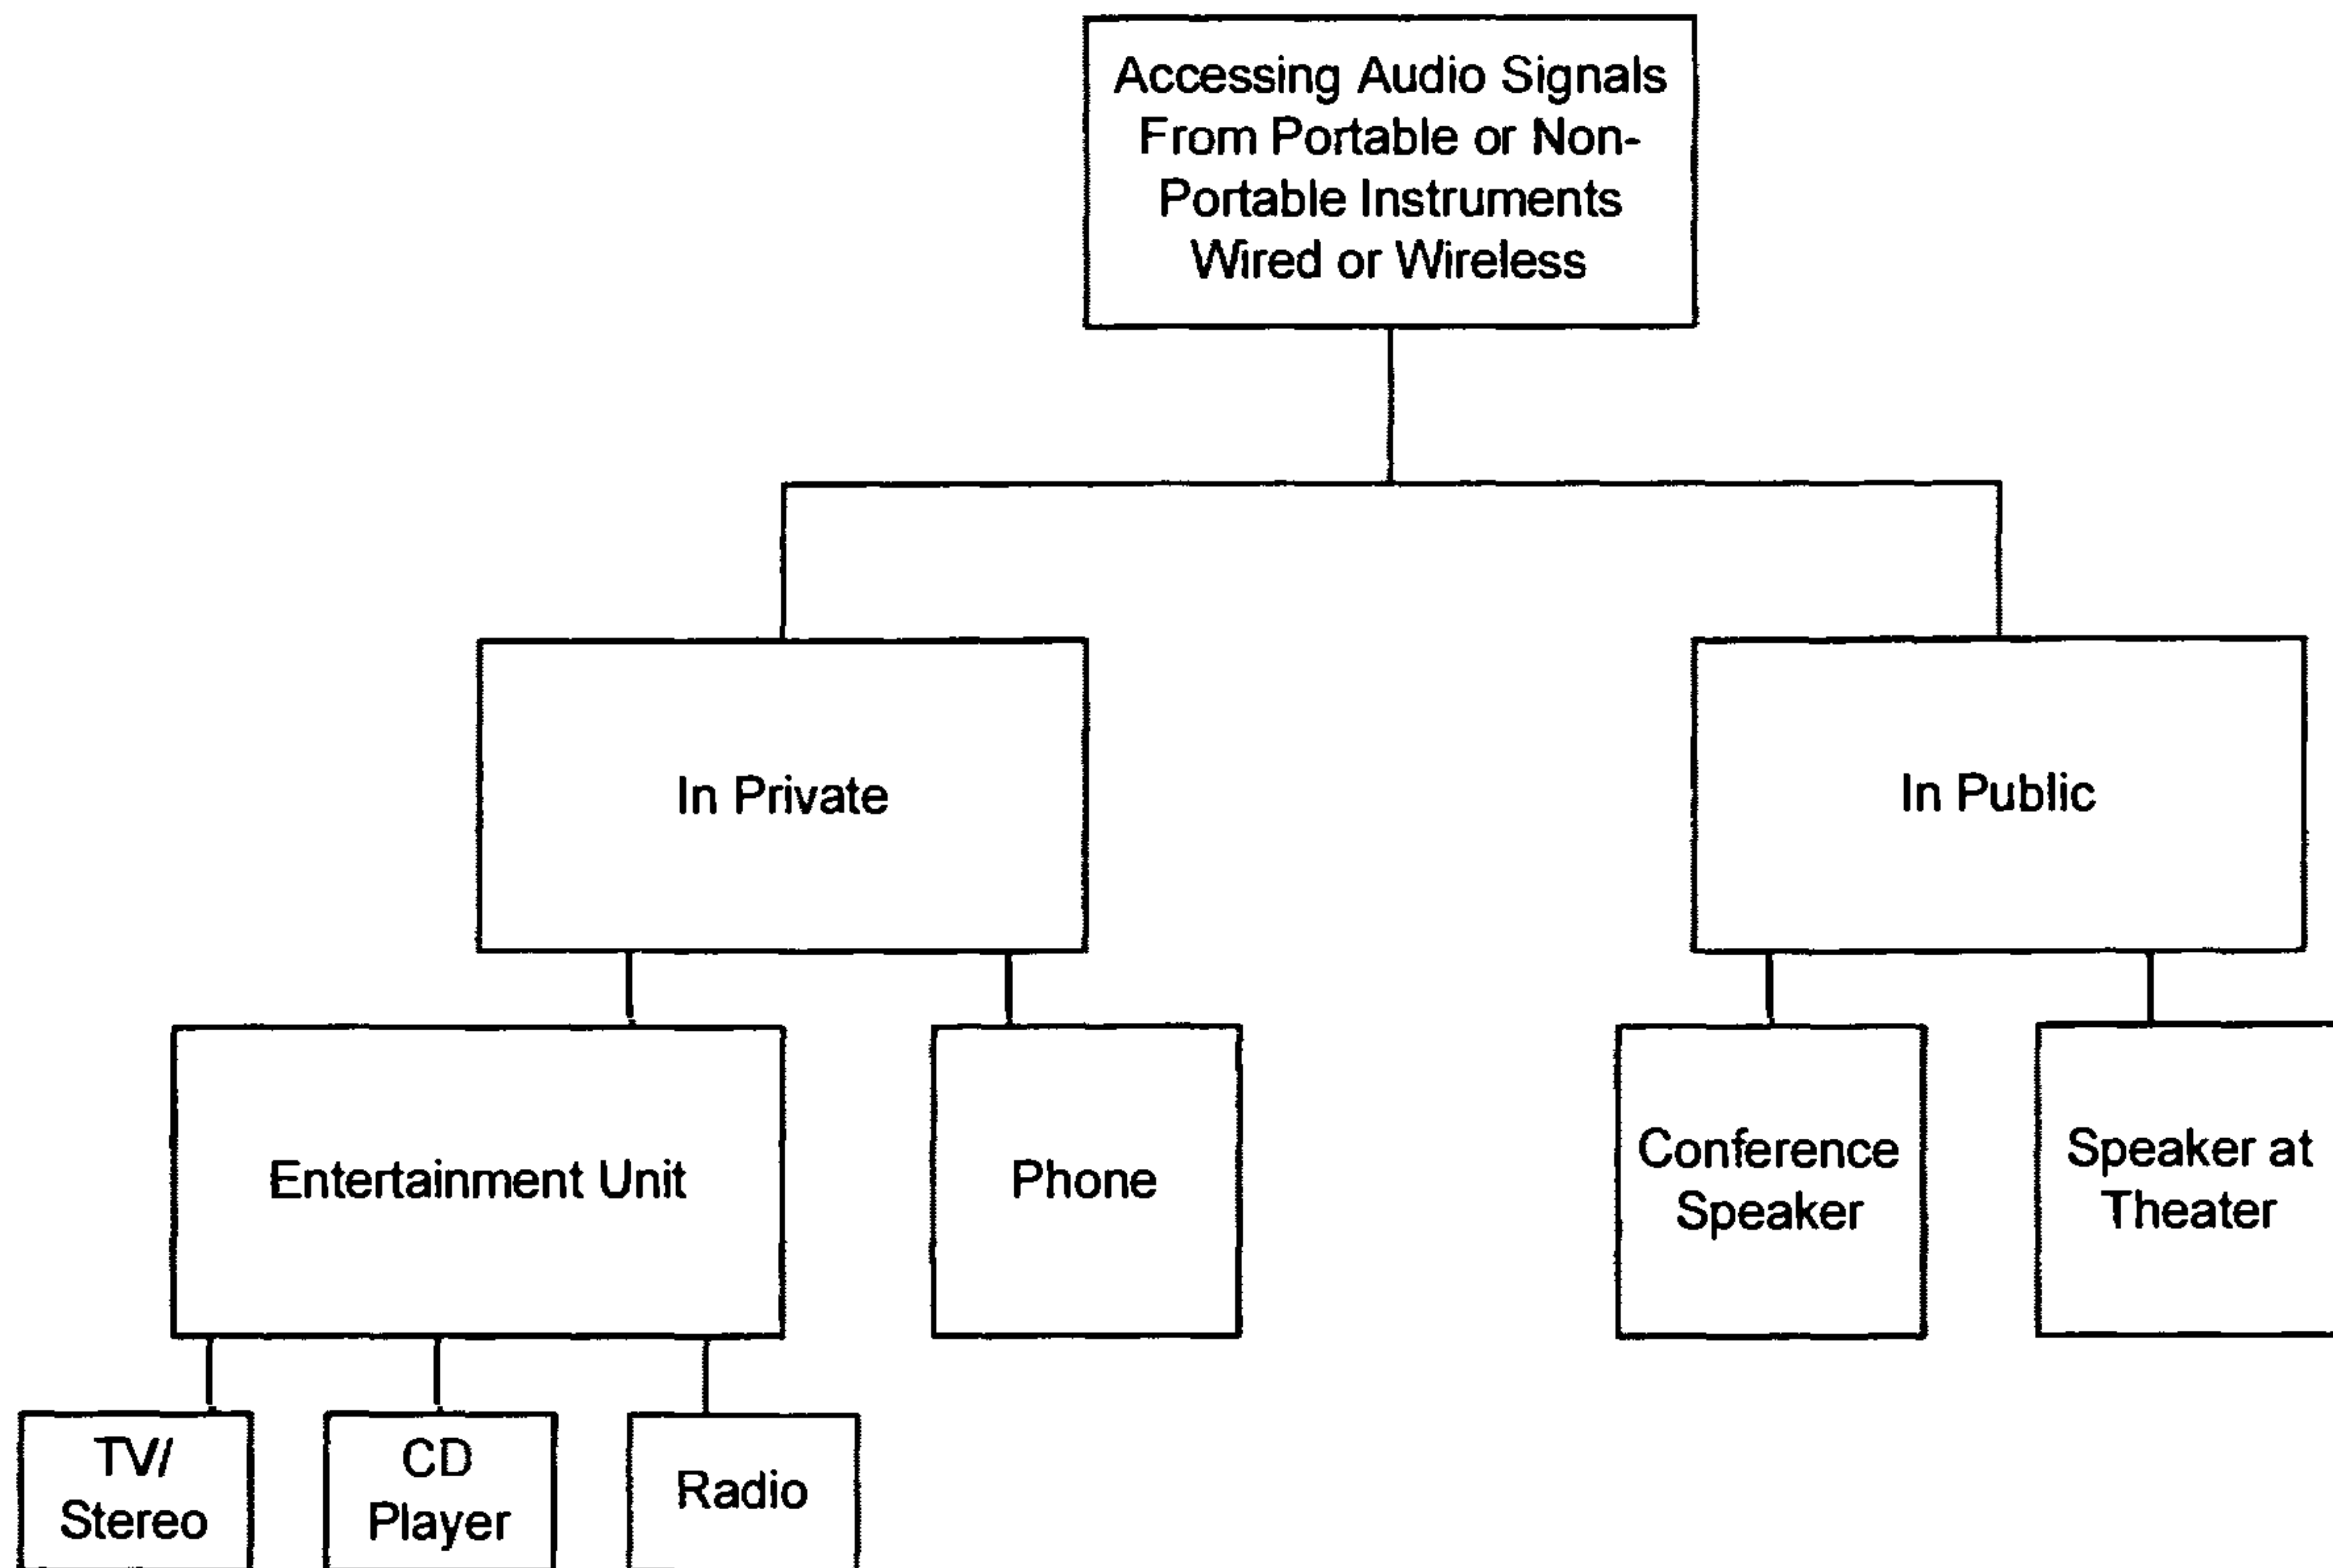 Accessing Audio Signals
From Portable or Non-
Portable Instruments
Wired or Wireless
In Private
In Public
Entertainment Unit
Phone
Conference
Speaker
Speaker at
Theater
TV/
Stereo
CD
Player
Radio